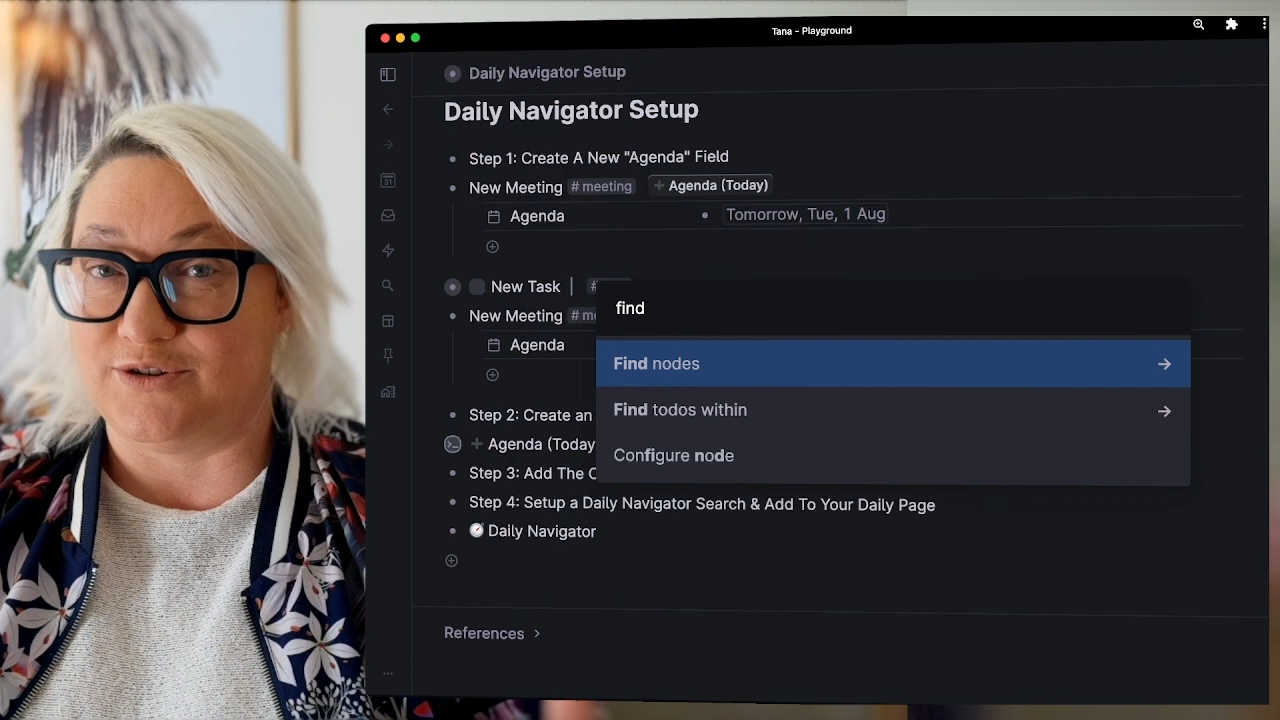 Tana - Playground
Daily Navigator Setup
Daily Navigator Setup
Step 1: Create A New "Agenda" Field
New Meeting # meeting + Agenda (Today)
31
Agenda Tomorrow, Tue, 1 Aug
New Task #
find
New Meeting # me
Agenda
Find nodes
Find todos within
Step 2: Create an
Agenda (Today
Configure node
Step 3: Add The C
Step 4: Setup a Daily Navigator Search & Add To Your Daily Page
Daily Navigator
References